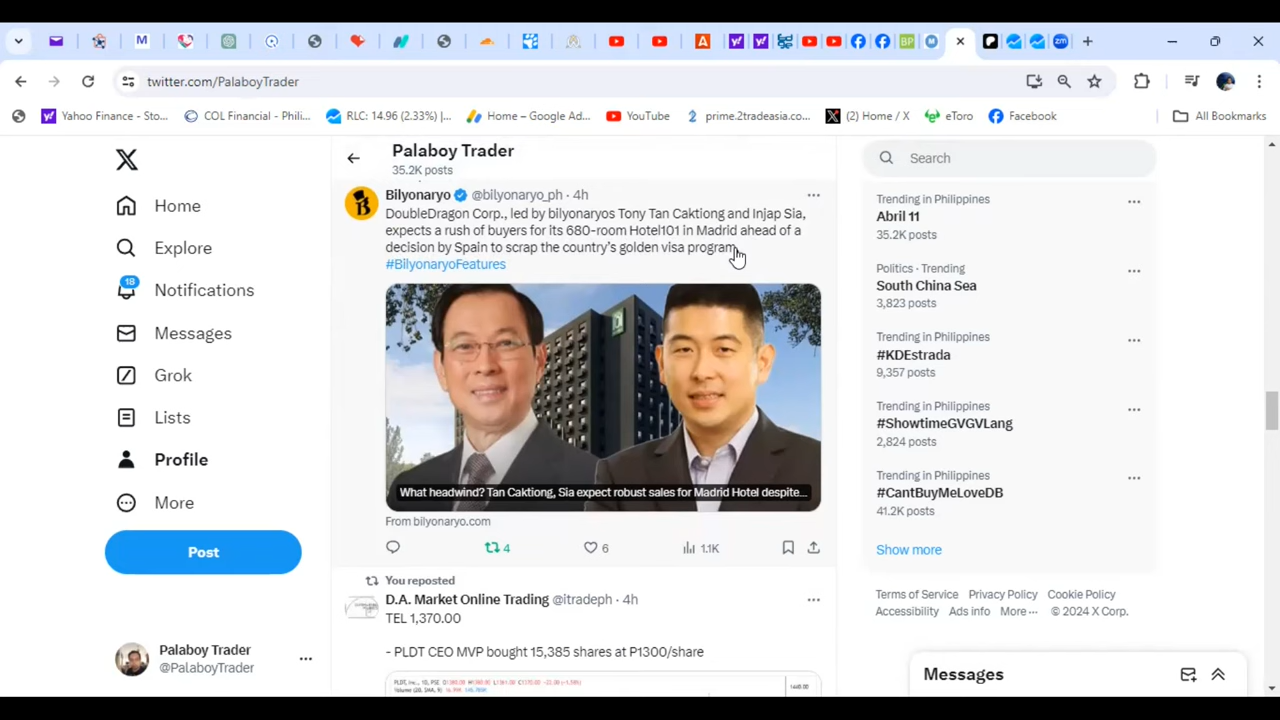 twitter.com/PalaboyTrader
Yahoo Finance - Sto...
COL Financial - Phili...
RLC: 14.96 (2.33%) |...
Home – Google Ad...
YouTube
prime.2tradeasia.co...
(2) Home / X
eToro
Facebook
All Bookmarks
Palaboy Trader
35.2K posts
Home
Explore
18
Notifications
Messages
Grok
Lists
Profile
More
Post
Palaboy Trader
@PalaboyTrader
Bilyonaryo @bilyonaryo_ph · 4h
DoubleDragon Corp., led by bilyonaryos Tony Tan Caktiong and Injap Sia,
expects a rush of buyers for its 680-room Hotel101 in Madrid ahead of a
decision by Spain to scrap the country's golden visa program.
#BilyonaryoFeatures
What headwind? Tan Caktiong, Sia expect robust sales for Madrid Hotel despite...
From bilyonaryo.com
4
6
1.1K
You reposted
D.A. Market Online Trading @itradeph · 4h
TEL 1,370.00
- PLDT CEO MVP bought 15,385 shares at P1300/share
Search
Trending in Philippines
Abril 11
35.2K posts
Politics · Trending
South China Sea
3,823 posts
Trending in Philippines
#KDEstrada
9,357 posts
Trending in Philippines
#ShowtimeGVGVLang
2,824 posts
Trending in Philippines
#CantBuyMeLoveDB
41.2K posts
Show more
Terms of Service Privacy Policy Cookie Policy
Accessibility Ads info More ··· © 2024 X Corp.
Messages